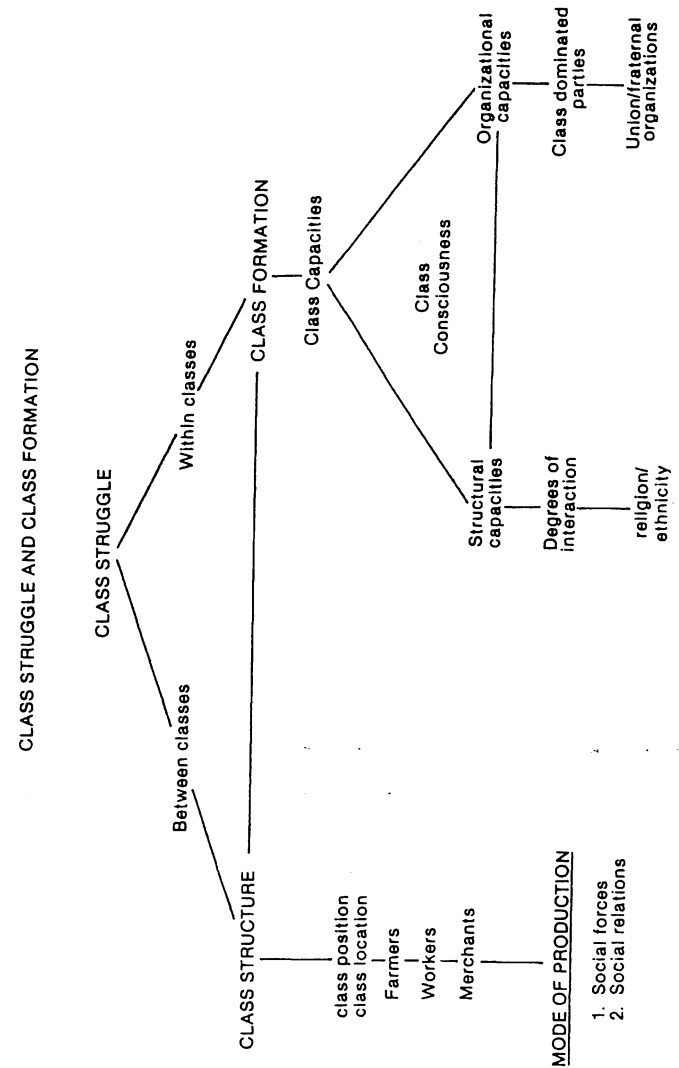 CLASS STRUGGLE AND CLASS FORMATION
CLASS STRUGGLE
Between classes
Within classes
CLASS STRUCTURE
CLASS FORMATION
class position
class location
Farmers
Workers
Merchants
MODE OF PRODUCTION
1. Social forces
2. Social relations
Class Capacities
Class
Consciousness
Structural
capacities
Degrees of
interaction
religion/
ethnicity
Organizational
capacities
Class dominated
parties
Union/fraternal
organizations